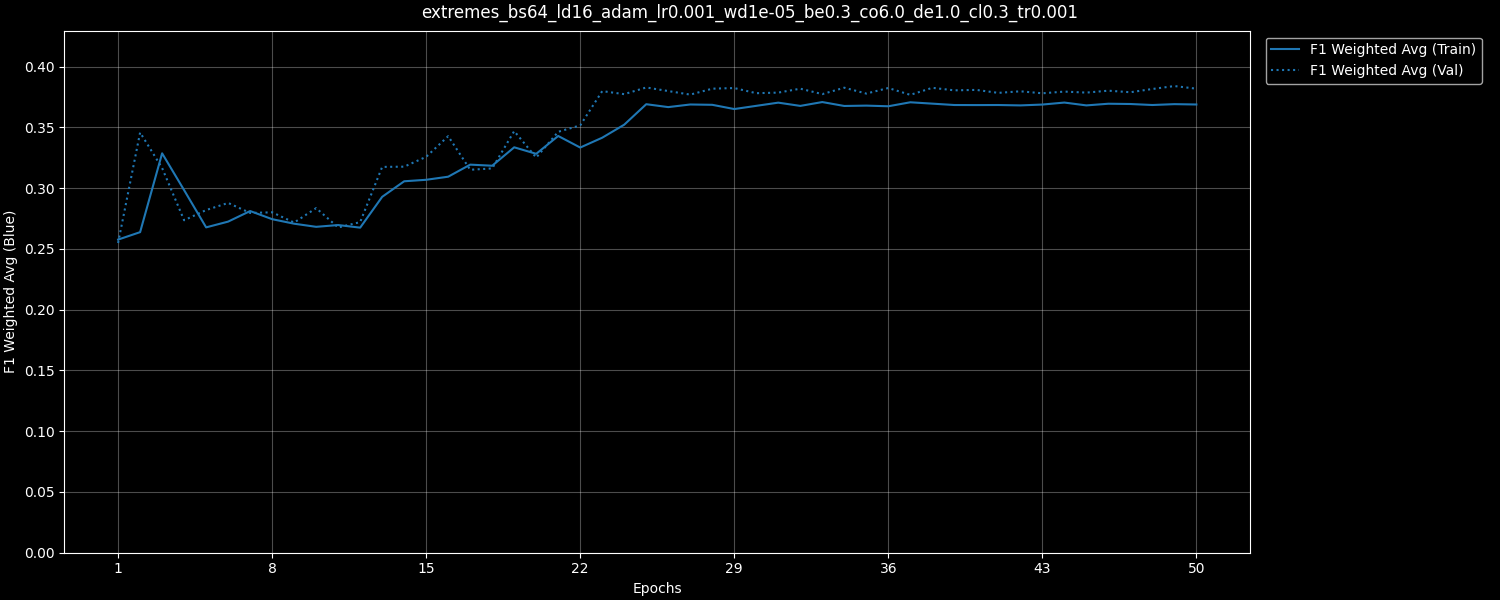 extremes_bs64_ld16_adam_lr0.001_wd1e-05_be0.3_co6.0_de1.0_cl0.3_tr0.001
F1 Weighted Avg (Train)
F1 Weighted Avg (Val)
F1 Weighted Avg (Blue)
0.40
0.35
0.30
0.25
0.20
0.15
0.10
0.05
0.00
1 8 15 22 29 36 43 50
Epochs